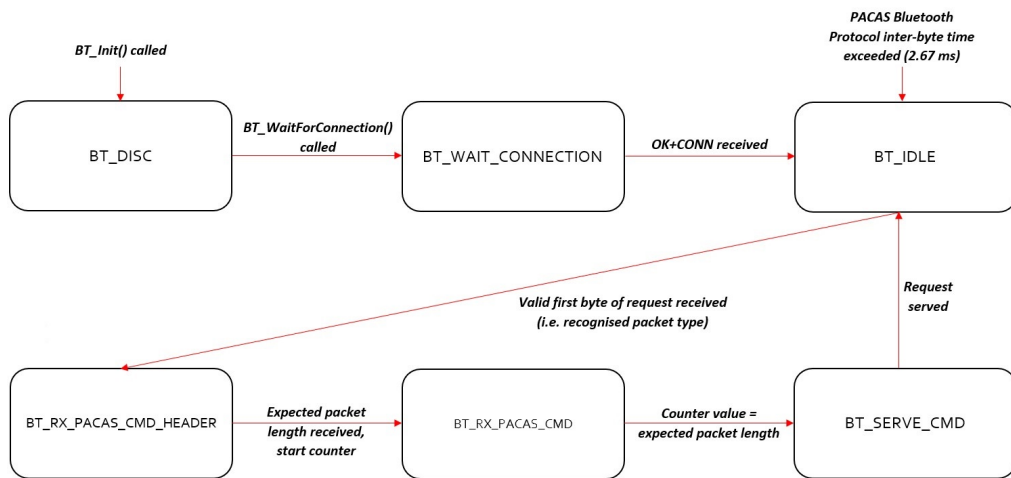 BT_Init() called
PACAS Bluetooth
Protocol inter-byte time
exceeded (2.67 ms)
BT_DISC
BT_WaitForConnection()
called
BT_WAIT_CONNECTION
OK+CONN received
BT_IDLE
Valid first byte of request received
(i.e. recognised packet type)
Request
served
BT_RX_PACAS_CMD_HEADER
Expected packet
length received,
start counter
BT_RX_PACAS_CMD
Counter value =
expected packet length
BT_SERVE_CMD